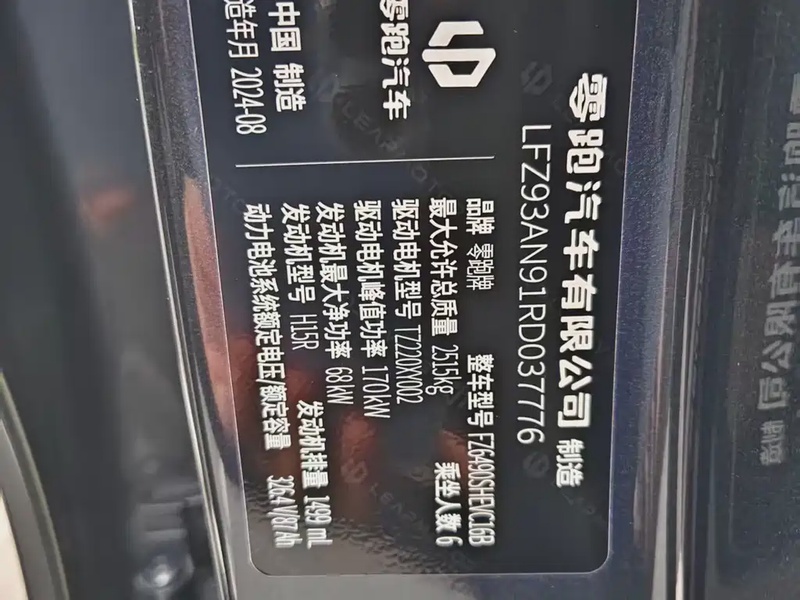 零跑汽车有限公司 制造
LFZ93AN91RD037776
零跑汽车
中国 制造
造年月 2024-08
品牌 零跑牌 整车型号 FZ6490SHEVC16B
最大允许总质量 2515kg 乘坐人数 6
驱动电机型号 TZ220XY002
驱动电机峰值功率 170kW
发动机最大净功率 68kW
发动机型号 H15R 发动机排量 1499 mL
动力电池系统额定电压/额定容量 326.4 V/87 Ah